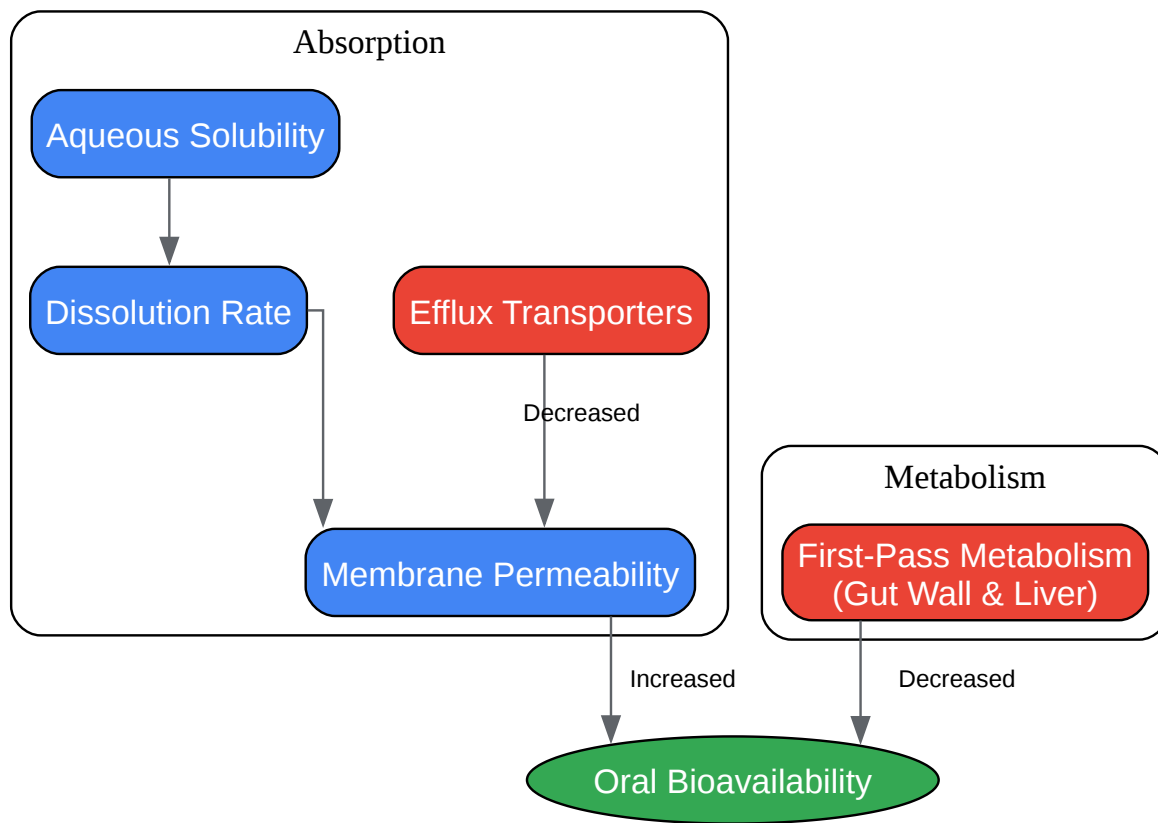 Absorption
Aqueous Solubility
Dissolution Rate
Efflux Transporters
Decreased
Membrane Permeability
Metabolism
First-Pass Metabolism
(Gut Wall & Liver)
Increased
Decreased
Oral Bioavailability